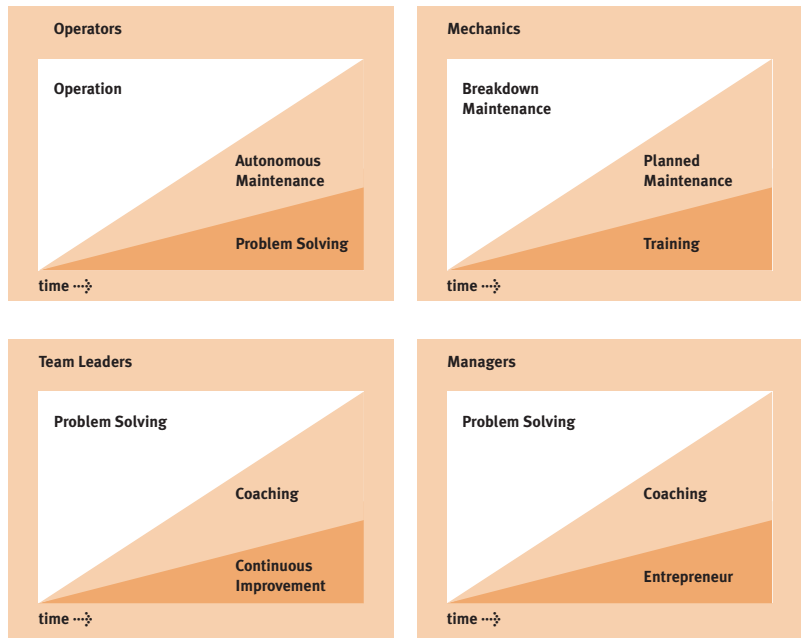 Operators
Operation
Autonomous
Maintenance
Problem Solving
time
Mechanics
Breakdown
Maintenance
Planned
Maintenance
Training
time
Team Leaders
Problem Solving
Coaching
Continuous
Improvement
time
Managers
Problem Solving
Coaching
Entrepreneur
time